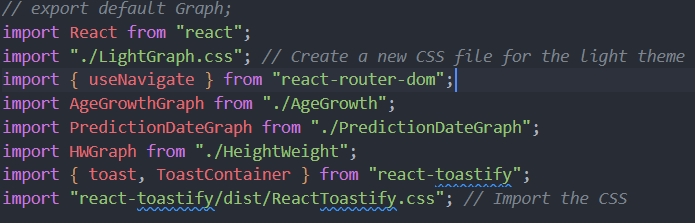 // export default Graph;
import React from "react";
import "./LightGraph.css"; // Create a new CSS file for the light theme
import { useNavigate } from "react-router-dom";
import AgeGrowthGraph from "./AgeGrowth";
import PredictionDateGraph from "./PredictionDateGraph";
import HWGraph from "./HeightWeight";
import { toast, ToastContainer } from "react-toastify";
import "react-toastify/dist/ReactToastify.css"; // Import the CSS